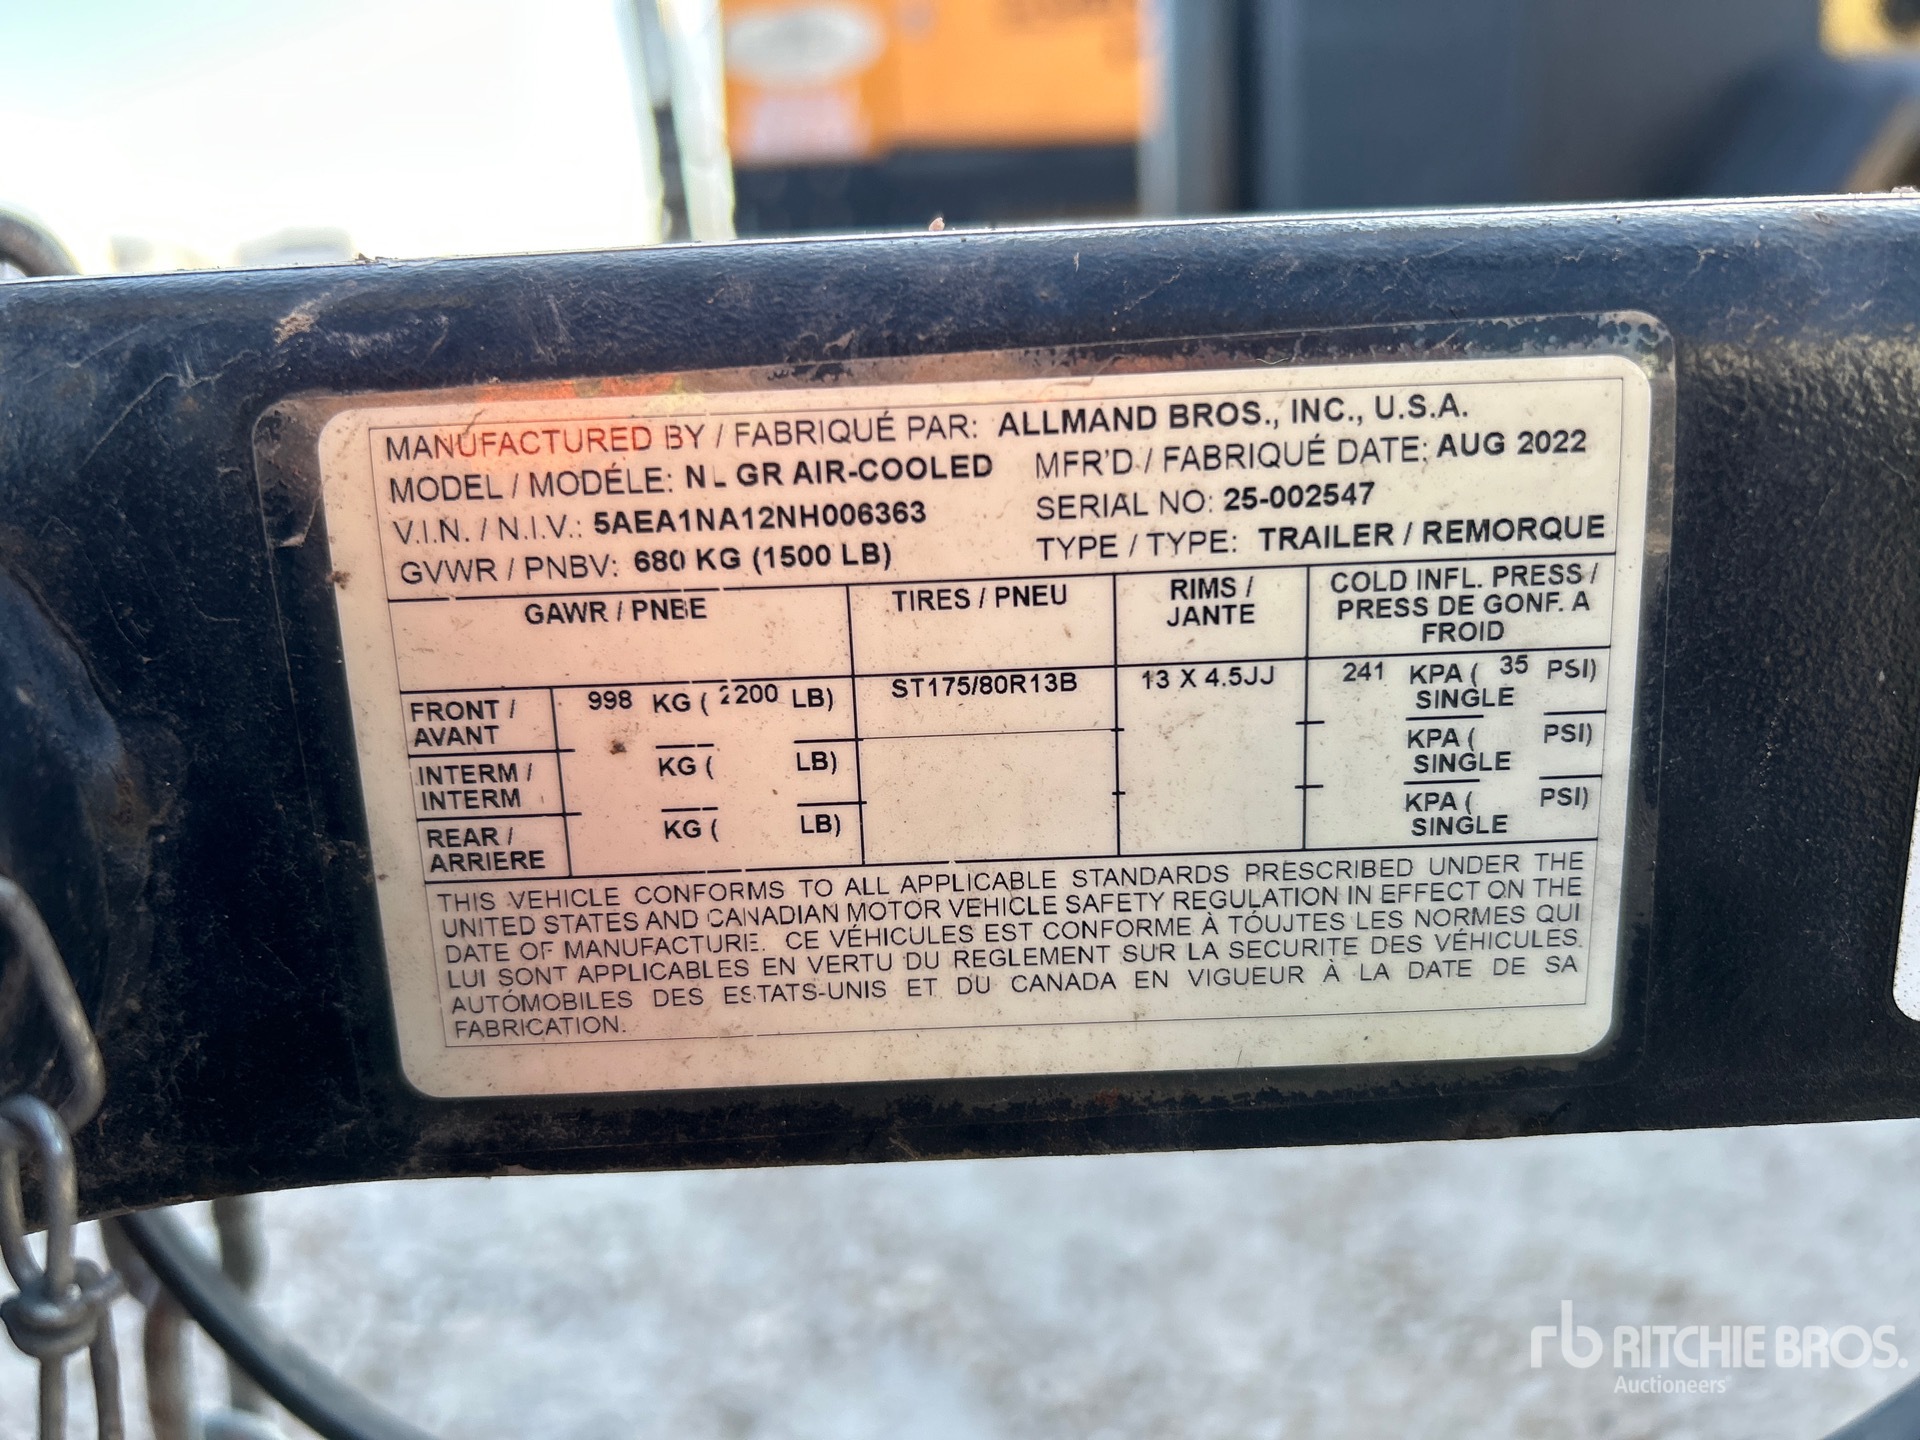 MANUFACTURED BY / FABRIQUÉ PAR: ALLMAND BROS., INC., U.S.A.
MODEL / MODÉLE: NL GR AIR-COOLED MFR'D / FABRIQUÉ DATE: AUG 2022
V.I.N. / N.I.V.: 5AEA1NA12NH006363 SERIAL NO: 25-002547
GVWR / PNBV: 680 KG (1500 LB) TYPE / TYPE: TRAILER / REMORQUE
GAWR / PNBE TIRES / PNEU RIMS / JANTE COLD INFL. PRESS / PRESS DE GONF. A FROID
FRONT / AVANT 998 KG ( 2200 LB) ST175/80R13B 13 X 4.5JJ 241 KPA ( 35 PSI) SINGLE
INTERM / INTERM KG ( LB) KPA ( PSI) SINGLE
REAR / ARRIERE KG ( LB) KPA ( PSI) SINGLE
THIS VEHICLE CONFORMS TO ALL APPLICABLE STANDARDS PRESCRIBED UNDER THE
UNITED STATES AND CANADIAN MOTOR VEHICLE SAFETY REGULATION IN EFFECT ON THE
DATE OF MANUFACTURE. CE VÉHICULES EST CONFORME À TÓUJTES LES NORMES QUI
LUI SONT APPLICABLES EN VERTU DU REGLEMENT SUR LA SECURITE DES VÉHICULES
AUTÓMOBILES DES ESTATS-UNIS ET DU CANADA EN VIGUEUR À LA DATE DE SA
FABRICATION.
rb RITCHIE BROS.
Auctioneers